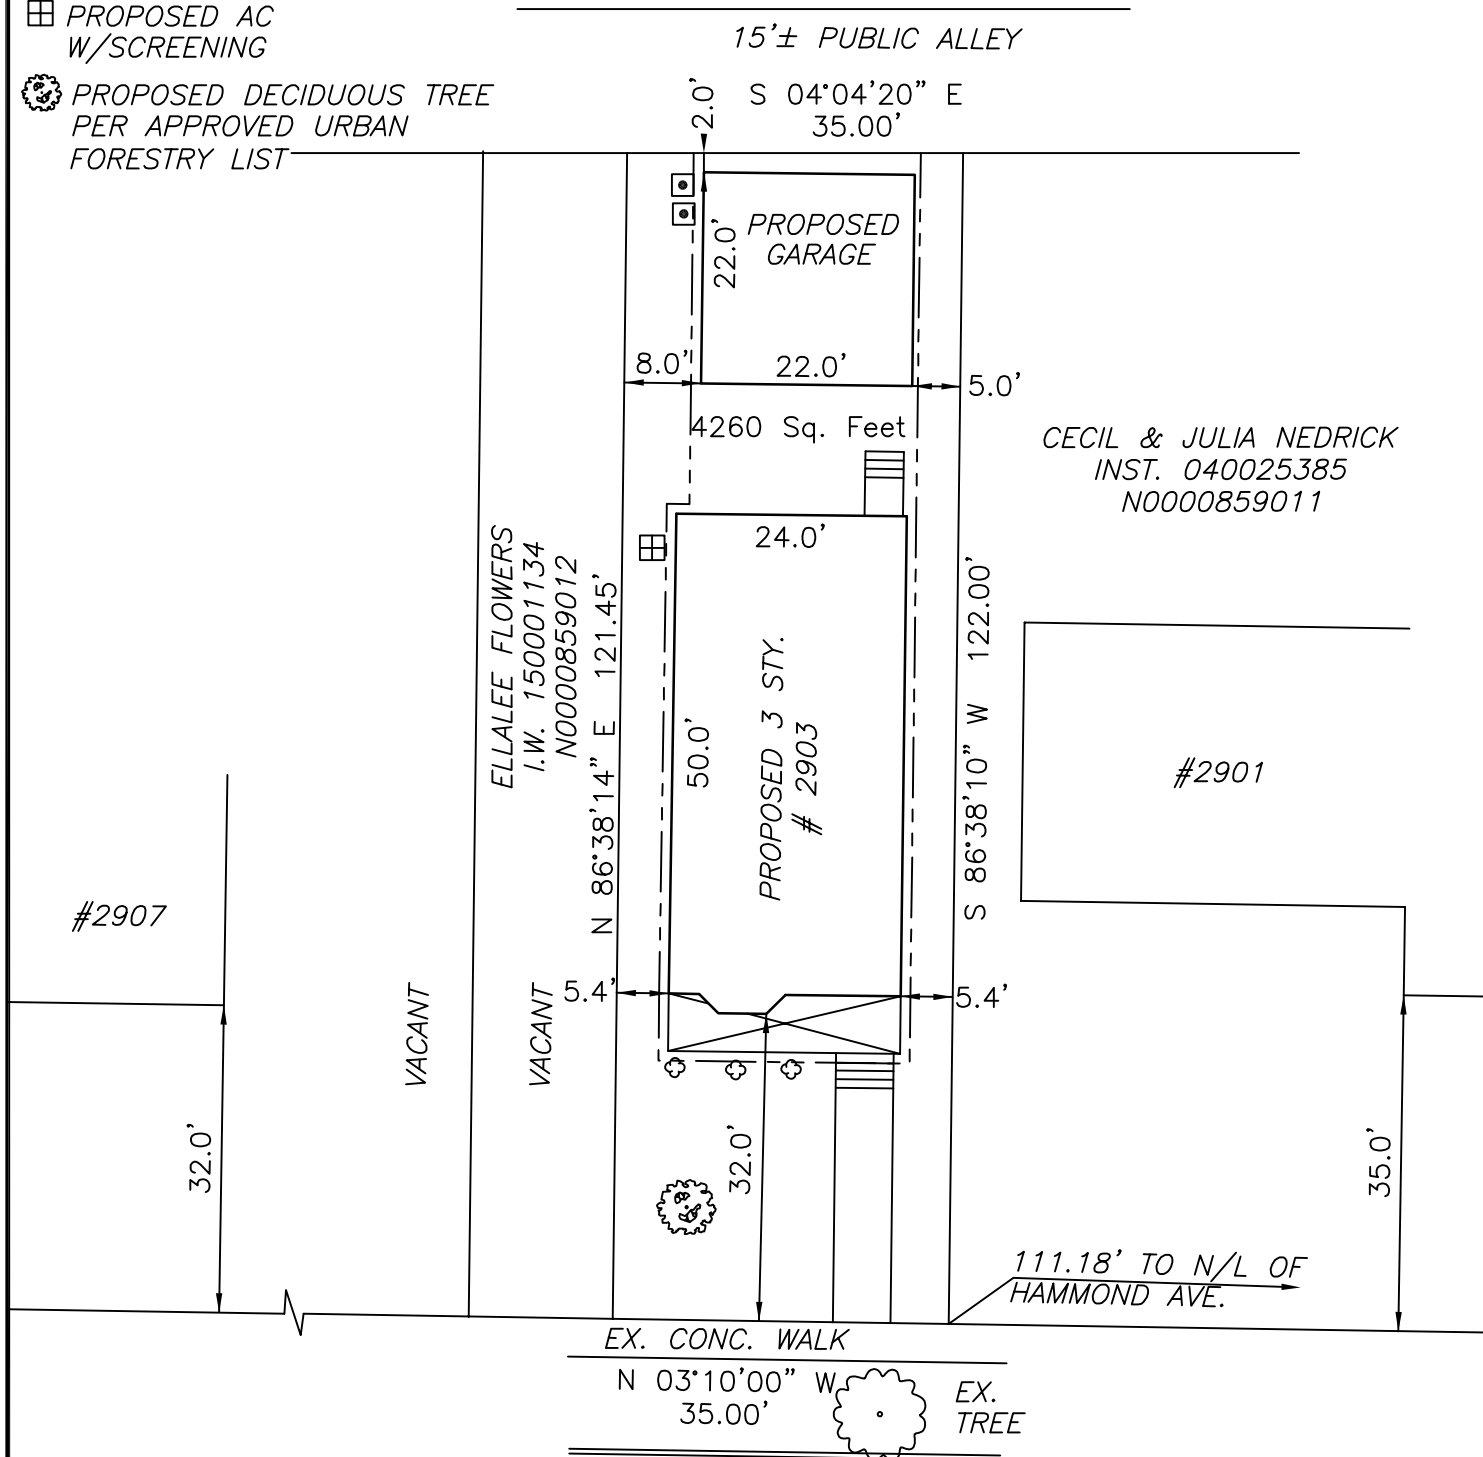 PROPOSED AC
W/SCREENING
PROPOSED DECIDUOUS TREE
PER APPROVED URBAN
FORESTRY LIST
15'± PUBLIC ALLEY
2.0'
S 04°04'20" E
35.00'
22.0'
PROPOSED
GARAGE
8.0'
22.0'
5.0'
4260 Sq. Feet
CECIL & JULIA NEDRICK
INST. 040025385
N0000859011
24.0'
ELLALEE FLOWERS
I.W. 150001134
N0000859012
N 86°38'14" E 121.45'
50.0'
PROPOSED 3 STY.
# 2903
S 86°38'10" W 122.00'
#2901
#2907
VACANT
VACANT
5.4'
5.4'
32.0'
32.0'
35.0'
111.18' TO N/L OF
HAMMOND AVE.
EX. CONC. WALK
N 03°10'00" W
35.00'
EX.
TREE